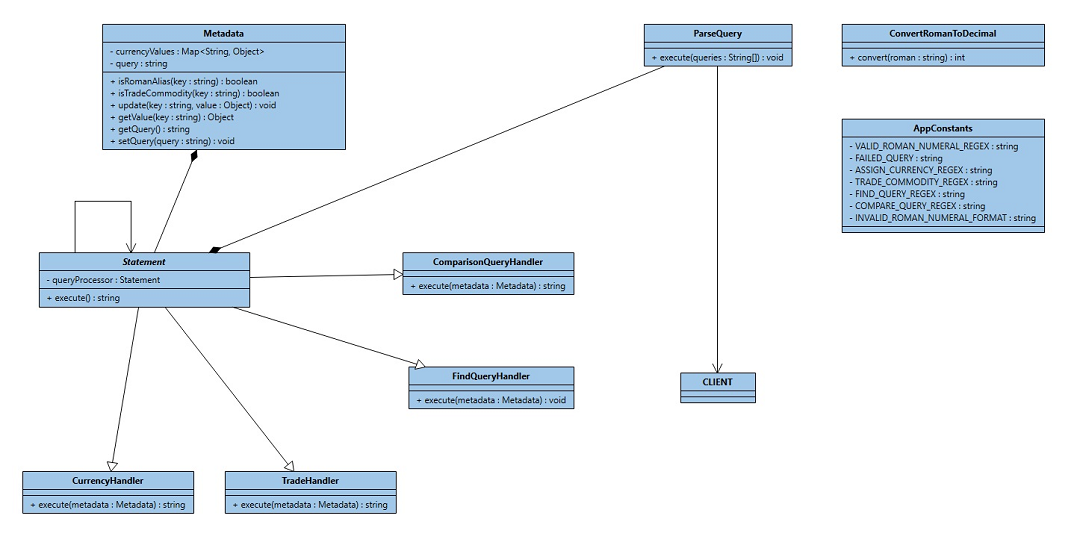 Metadata
- currencyValues : Map<String, Object>
- query : string
+ isRomanAlias(key : string) : boolean
+ isTradeCommodity(key : string) : boolean
+ update(key : string, value : Object) : void
+ getValue(key : string) : Object
+ getQuery() : string
+ setQuery(query : string) : void
ParseQuery
+ execute(queries : String[]) : void
ConvertRomanToDecimal
+ convert(roman : string) : int
AppConstants
- VALID_ROMAN_NUMERAL_REGEX : string
- FAILED_QUERY : string
- ASSIGN_CURRENCY_REGEX : string
- TRADE_COMMODITY_REGEX : string
- FIND_QUERY_REGEX : string
- COMPARE_QUERY_REGEX : string
- INVALID_ROMAN_NUMERAL_FORMAT : string
Statement
- queryProcessor : Statement
+ execute() : string
ComparisonQueryHandler
+ execute(metadata : Metadata) : string
FindQueryHandler
+ execute(metadata : Metadata) : void
CLIENT
CurrencyHandler
+ execute(metadata : Metadata) : string
TradeHandler
+ execute(metadata : Metadata) : string